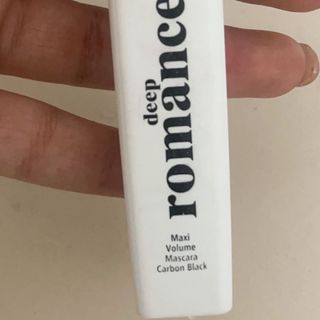 deep
romance
Maxi
Volume
Mascara
Carbon Black